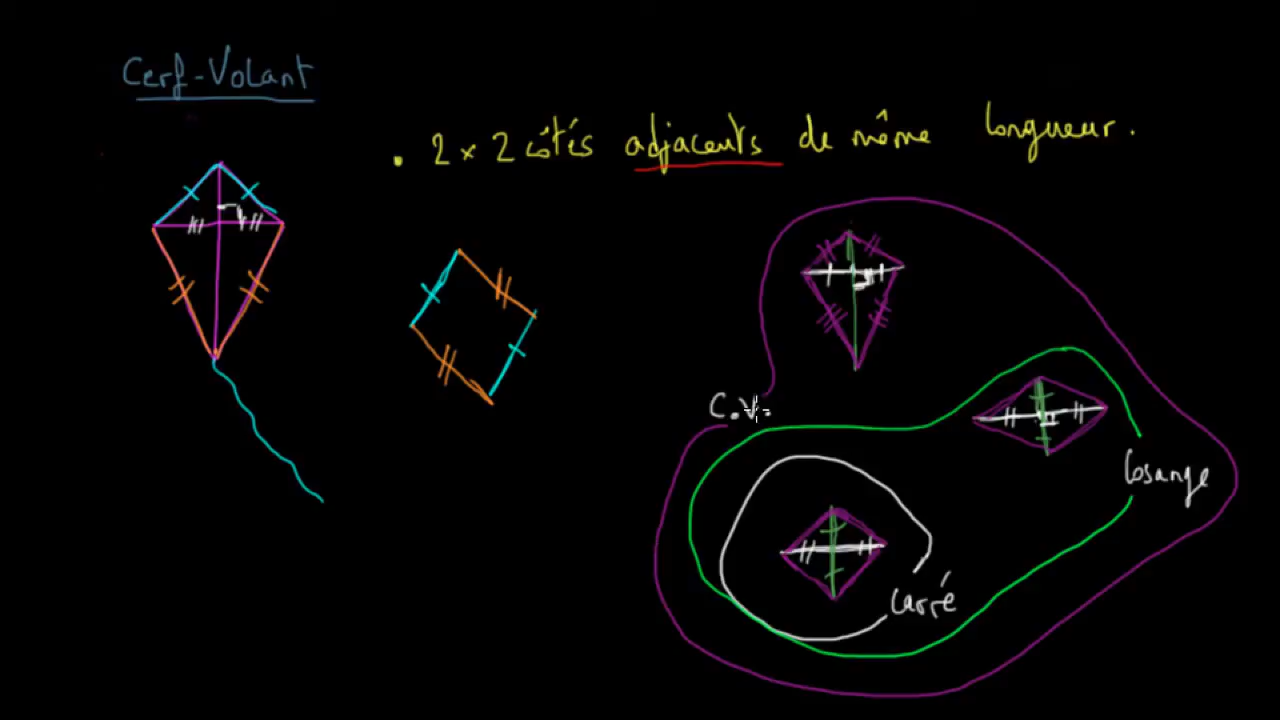 Cerf-Volant
• 2 x 2 côtés adjacents de même longueur.
C.V.
losange
carré